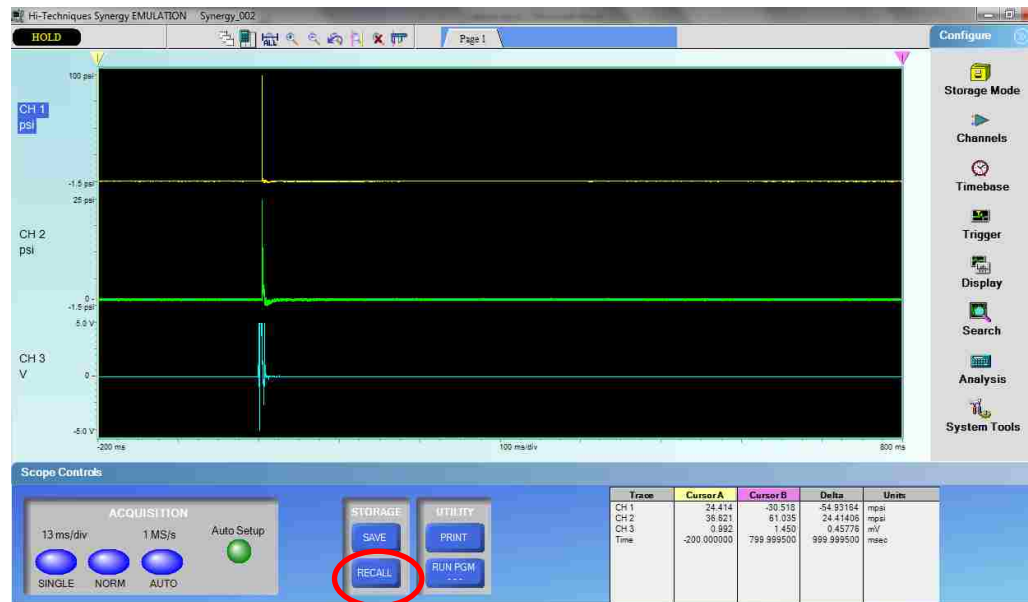 Hi-Techniques Synergy EMULATION Synergy_002
HOLD
ALL
Page 1
Configure
100 psi
CH 1
psi
-1.5 psi
25 psi
CH 2
psi
0
-1.5 psi
5.0 V
CH 3
V
0
-5.0 V
-200 ms
100 ms/div
800 ms
Storage Mode
Channels
Timebase
Trigger
Display
Search
Analysis
System Tools
Scope Controls
ACQUISITION
13 ms/div
1 MS/s
Auto Setup
SINGLE
NORM
AUTO
STORAGE
SAVE
RECALL
UTILITY
PRINT
RUN PGM
- - -
Trace Cursor A Cursor B Delta Units
CH 1 24.414 -30.518 -54.93164 mpsi
CH 2 36.621 61.035 24.41406 mpsi
CH 3 0.992 1.450 0.45776 mV
Time -200.000000 799.999500 999.999500 msec